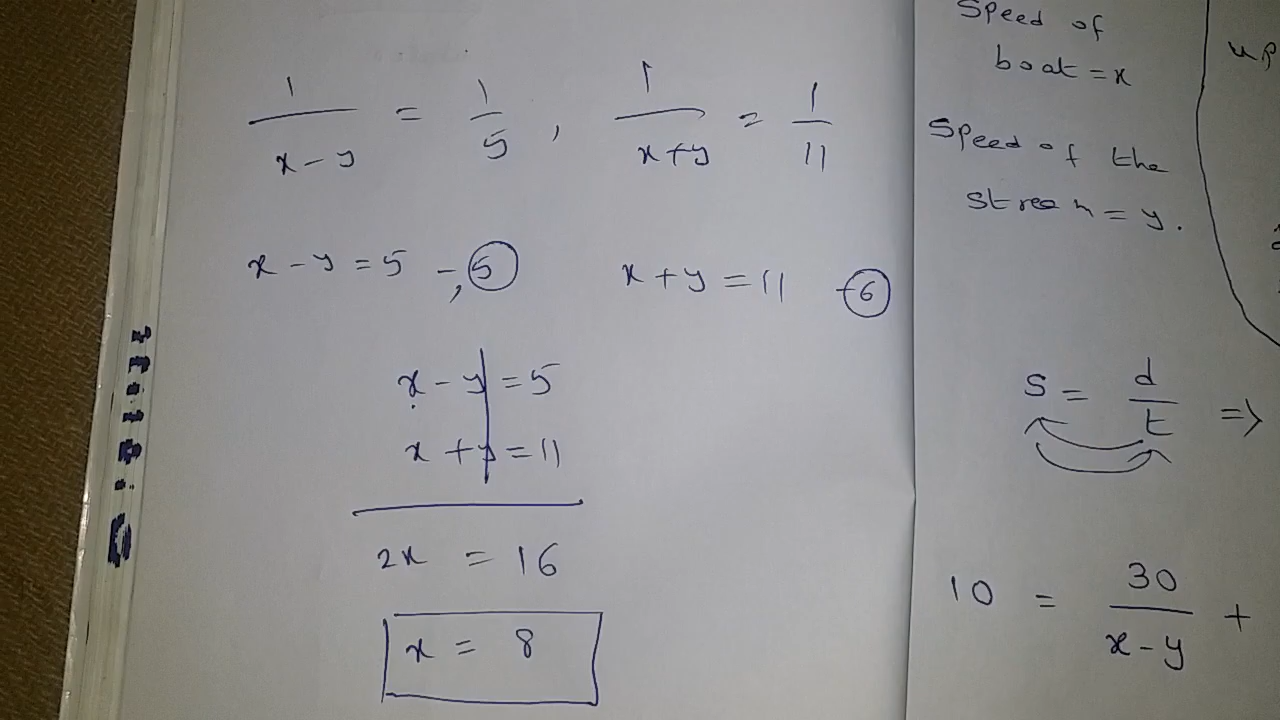 1/(x-y) = 1/5 , 1/(x+y) = 1/11
x-y=5 -, ⑤ x+y=11 -⑥
x-y=5
x+y=11
2x = 16
x = 8
Speed of
boat = x
Speed of the
stream = y.
s = d/t =>
10 = 30/(x-y) +
up